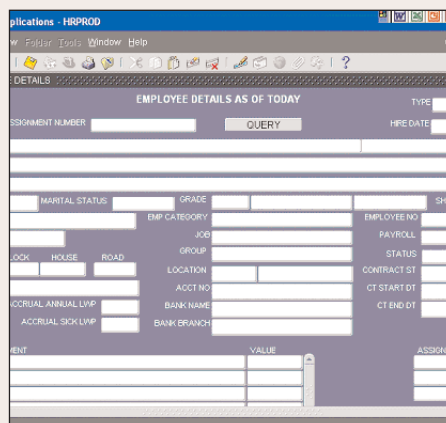 plications - HRPROD
w Folder Tools Window Help
DETAILS
EMPLOYEE DETAILS AS OF TODAY
TYPE
SSIGNMENT NUMBER QUERY HIRE DATE
MARITAL STATUS GRADE SH
EMP CATEGORY EMPLOYEE NO
JOB PAYROLL
LOCK HOUSE ROAD GROUP STATUS
LOCATION CONTRACT ST
ACCT NO CT START DT
ACCRUAL ANNUAL LWP BANK NAME CT END DT
ACCRUAL SICK LWP BANK BRANCH
MENT VALUE ASSIGN